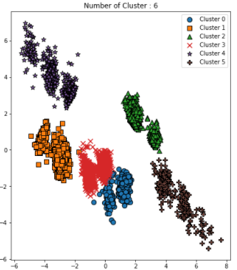 Number of Cluster : 6
Cluster 0
Cluster 1
Cluster 2
Cluster 3
Cluster 4
Cluster 5
6
4
2
0
−2
−4
−6
−6 −4 −2 0 2 4 6 8